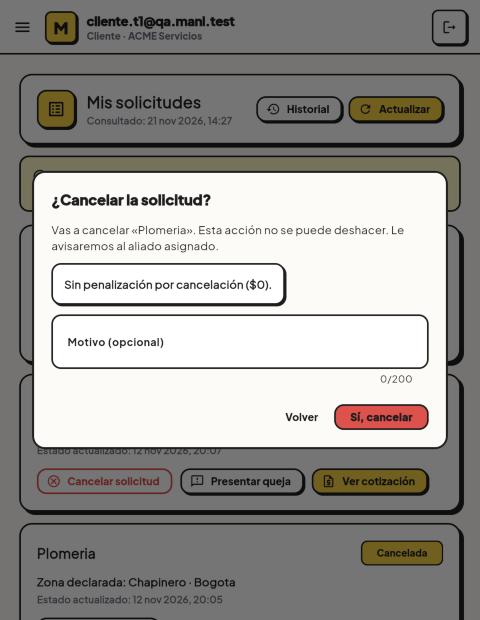 M
cliente.t1@qa.mani.test
Cliente · ACME Servicios
Mis solicitudes
Consultado: 21 nov 2026, 14:27
Historial
Actualizar
¿Cancelar la solicitud?
Vas a cancelar «Plomeria». Esta acción no se puede deshacer. Le
avisaremos al aliado asignado.
Sin penalización por cancelación ($0).
Motivo (opcional)
0/200
Volver
Sí, cancelar
Estado actualizado: 12 nov 2026, 20:07
Cancelar solicitud
Presentar queja
Ver cotización
Plomeria
Cancelada
Zona declarada: Chapinero · Bogota
Estado actualizado: 12 nov 2026, 20:05